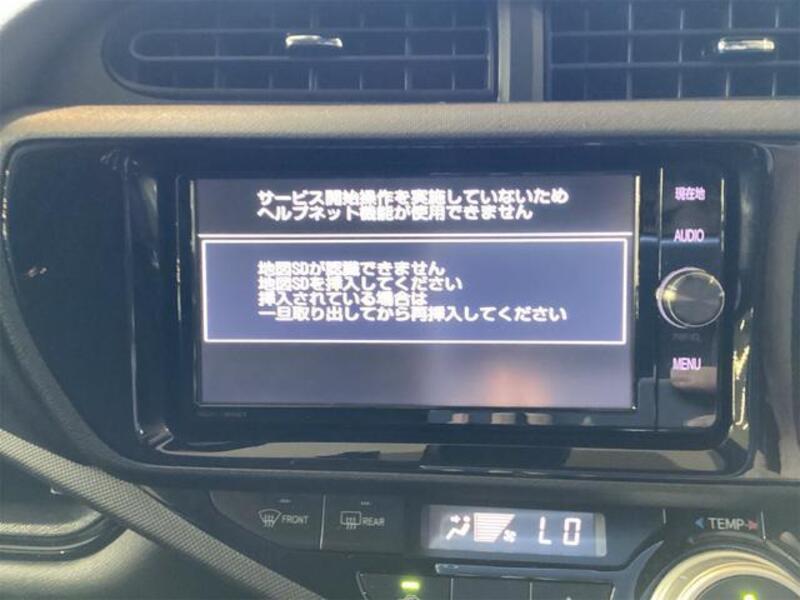 サービス開始操作を実施していないため
ヘルプネット機能が使用できません
地図SDが認識できません
地図SDを挿入してください
挿入されている場合は
一旦取り出してから再挿入してください
現在地
AUDIO
MENU
FRONT
REAR
LO
TEMP